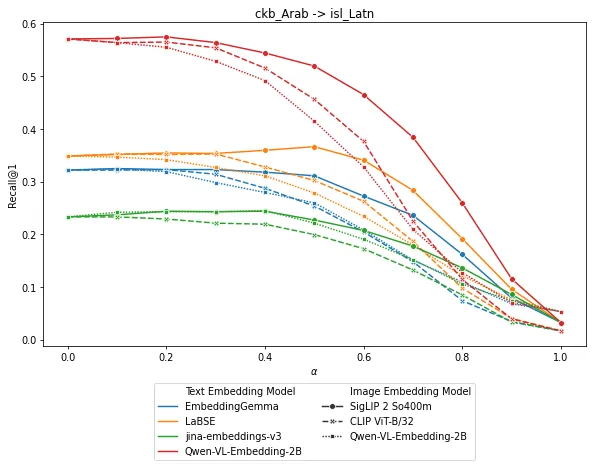 ckb_Arab -> isl_Latn
Recall@1
0.6
0.5
0.4
0.3
0.2
0.1
0.0
0.0 0.2 0.4 0.6 0.8 1.0
α
Text Embedding Model
EmbeddingGemma
LaBSE
jina-embeddings-v3
Qwen-VL-Embedding-2B
Image Embedding Model
SigLIP 2 So400m
CLIP ViT-B/32
Qwen-VL-Embedding-2B